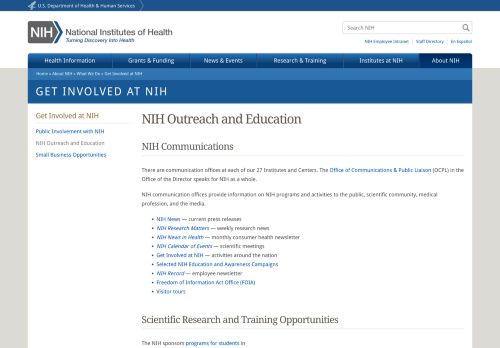 U.S. Department of Health & Human Services
NIH National Institutes of Health
Turning Discovery Into Health
Search NIH
NIH Employee Intranet | Staff Directory | En Español
Health Information
Grants & Funding
News & Events
Research & Training
Institutes at NIH
About NIH
Home » About NIH » What We Do » Get Involved at NIH
GET INVOLVED AT NIH
Get Involved at NIH
Public Involvement with NIH
NIH Outreach and Education
Small Business Opportunities
NIH Outreach and Education
NIH Communications
There are communication offices at each of our 27 Institutes and Centers. The Office of Communications & Public Liaison (OCPL) in
the Office of the Director speaks for NIH as a whole.
NIH communication offices provide information on NIH programs and activities to the public, scientific community, medical
profession, and the media.
• NIH News — current press releases
• NIH Research Matters — weekly research news
• NIH News in Health — monthly consumer health newsletter
• NIH Calendar of Events — scientific meetings
• Get Involved at NIH — activities around the nation
• Selected NIH Education and Awareness Campaigns
• NIH Record — employee newsletter
• Freedom of Information Act Office (FOIA)
• Visitor tours
Scientific Research and Training Opportunities
The NIH sponsors programs for students in